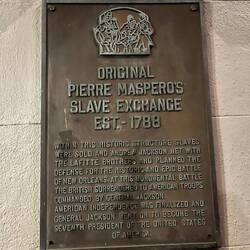 ORIGINAL
PIERRE MASPERO'S
SLAVE EXCHANGE
EST.- 1788
WITHIN THIS HISTORIC STRUCTURE SLAVES
WERE SOLD AND ANDREW JACKSON MET WITH
THE LAFITTE BROTHERS AND PLANNED THE
DEFENSE FOR THE HISTORIC AND EPIC BATTLE
OF NEW ORLEANS. AT THIS MONUMENTAL BATTLE
THE BRITISH SURRENDERED TO AMERICAN TROOPS
COMMANDED BY GENERAL JACKSON.
AMERICAN INDEPENDENCE WAS FINALIZED AND
GENERAL JACKSON WENT ON TO BECOME THE
SEVENTH PRESIDENT OF THE UNITED STATES
OF AMERICA.